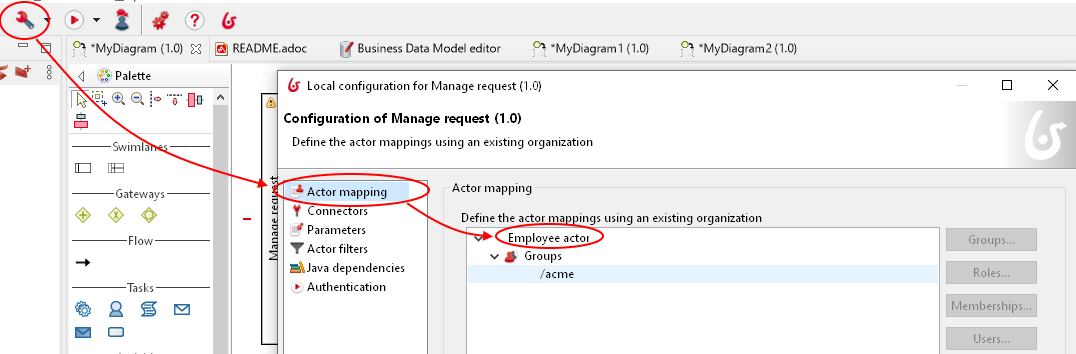 *MyDiagram (1.0)
README.adoc
Business Data Model editor
*MyDiagram1 (1.0)
*MyDiagram2 (1.0)
Palette
Swimlanes
Gateways
Flow
Tasks
Manage request
Local configuration for Manage request (1.0)
Configuration of Manage request (1.0)
Define the actor mappings using an existing organization
Actor mapping
Connectors
Parameters
Actor filters
Java dependencies
Authentication
Actor mapping
Define the actor mappings using an existing organization
Employee actor
Groups
/acme
Groups...
Roles...
Memberships...
Users...